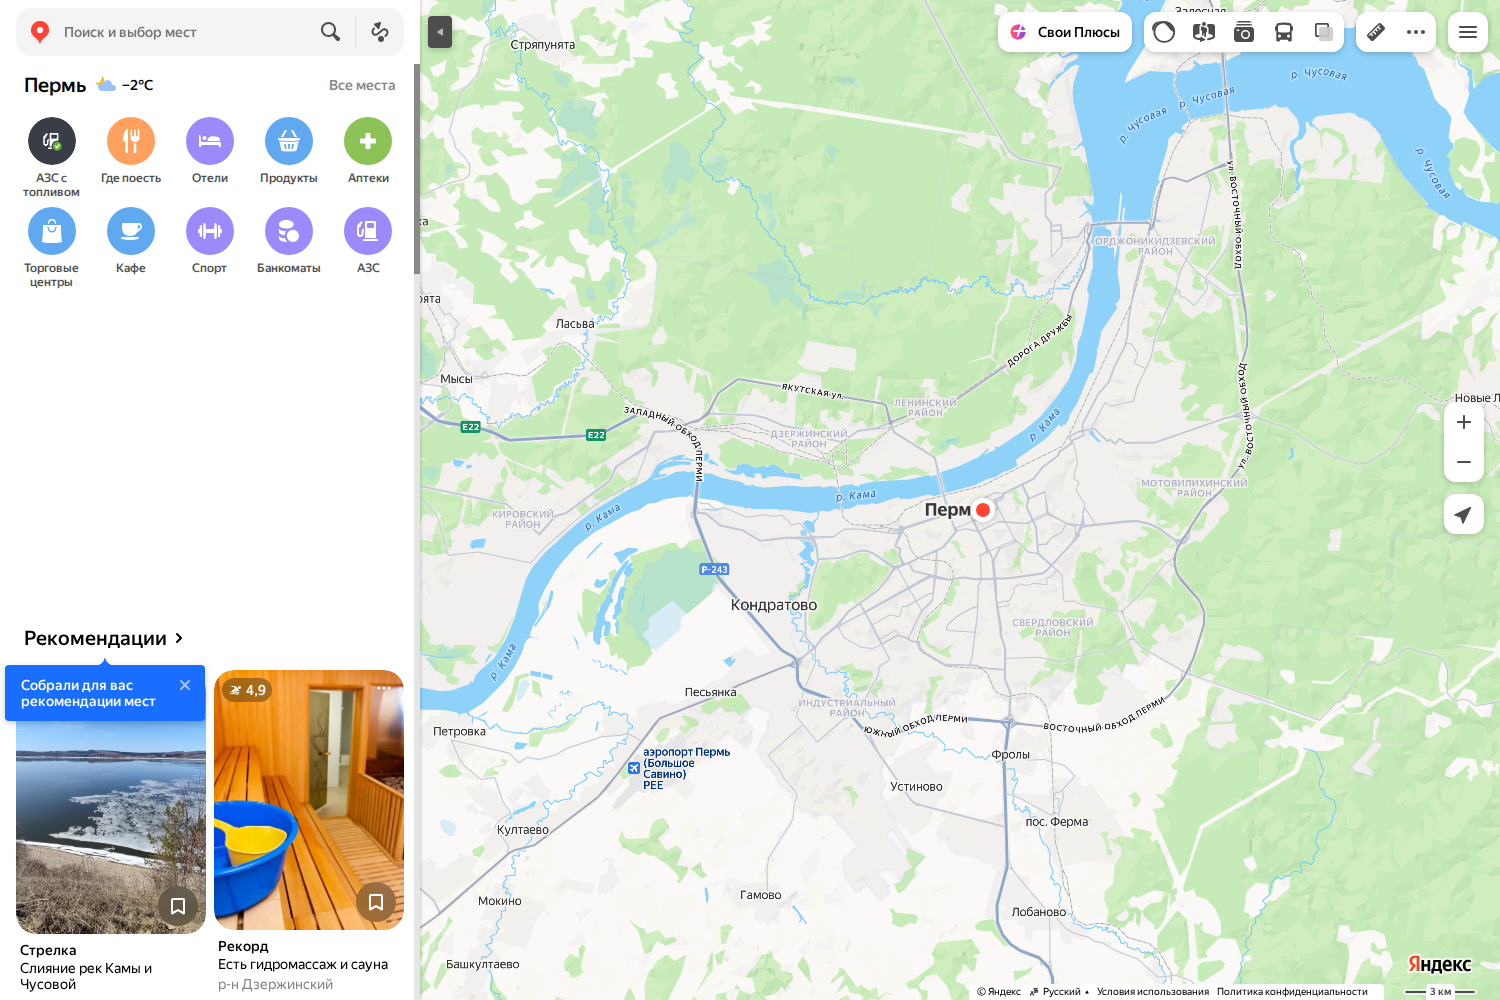 Поиск и выбор мест
Пермь
−2°C
Все места
АЗС с
топливом
Где поесть
Отели
Продукты
Аптеки
Торговые
центры
Кафе
Спорт
Банкоматы
АЗС
Рекомендации
Собрали для вас
рекомендации мест
4,9
Стрелка
Слияние рек Камы и
Чусовой
Рекорд
Есть гидромассаж и сауна
р-н Дзержинский
Свои Плюсы
Стряпунята
р. Чусовая
р. Чусовая
р. Чусовая
р. Чусовая
ул. ВОСТОЧНЫЙ ОБХОД
ОРДЖОНИКИДЗЕВСКИЙ
РАЙОН
Ласьва
ДОРОГА ДРУЖБЫ
Мысы
ЯКУТСКАЯ ул.
ЛЕНИНСКИЙ
РАЙОН
ул. ВОСТОЧНЫЙ ОБХОД
Новые Л
E22
E22
ЗАПАДНЫЙ ОБХОД ПЕРМИ
ДЗЕРЖИНСКИЙ
РАЙОН
р. Кама
МОТОВИЛИХИНСКИЙ
РАЙОН
р. Кама
КИРОВСКИЙ
РАЙОН
р. Кама
Перм
Р-243
Кондратово
СВЕРДЛОВСКИЙ
РАЙОН
р. Кама
Песьянка
ИНДУСТРИАЛЬНЫЙ
РАЙОН
ЮЖНЫЙ ОБХОД ПЕРМИ
ВОСТОЧНЫЙ ОБХОД ПЕРМИ
Петровка
аэропорт Пермь
(Большое
Савино)
PEE
Фролы
Устиново
Култаево
пос. Ферма
Мокино
Гамово
Лобаново
Башкултаево
Яндекс
© Яндекс
Русский
Условия использования
Политика конфиденциальности
3 км